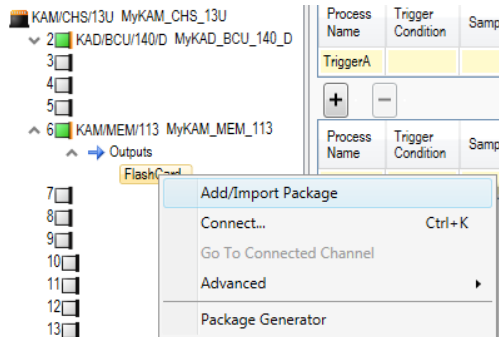 KAM/CHS/13U MyKAM_CHS_13U
2 KAD/BCU/140/D MyKAD_BCU_140_D
3
4
5
6 KAM/MEM/113 MyKAM_MEM_113
Outputs
FlashCard
7
8
9
10
11
12
13
Process Name
Trigger Condition
Samp
TriggerA
+ −
Process Name
Trigger Condition
Samp
Add/Import Package
Connect... Ctrl+K
Go To Connected Channel
Advanced
Package Generator